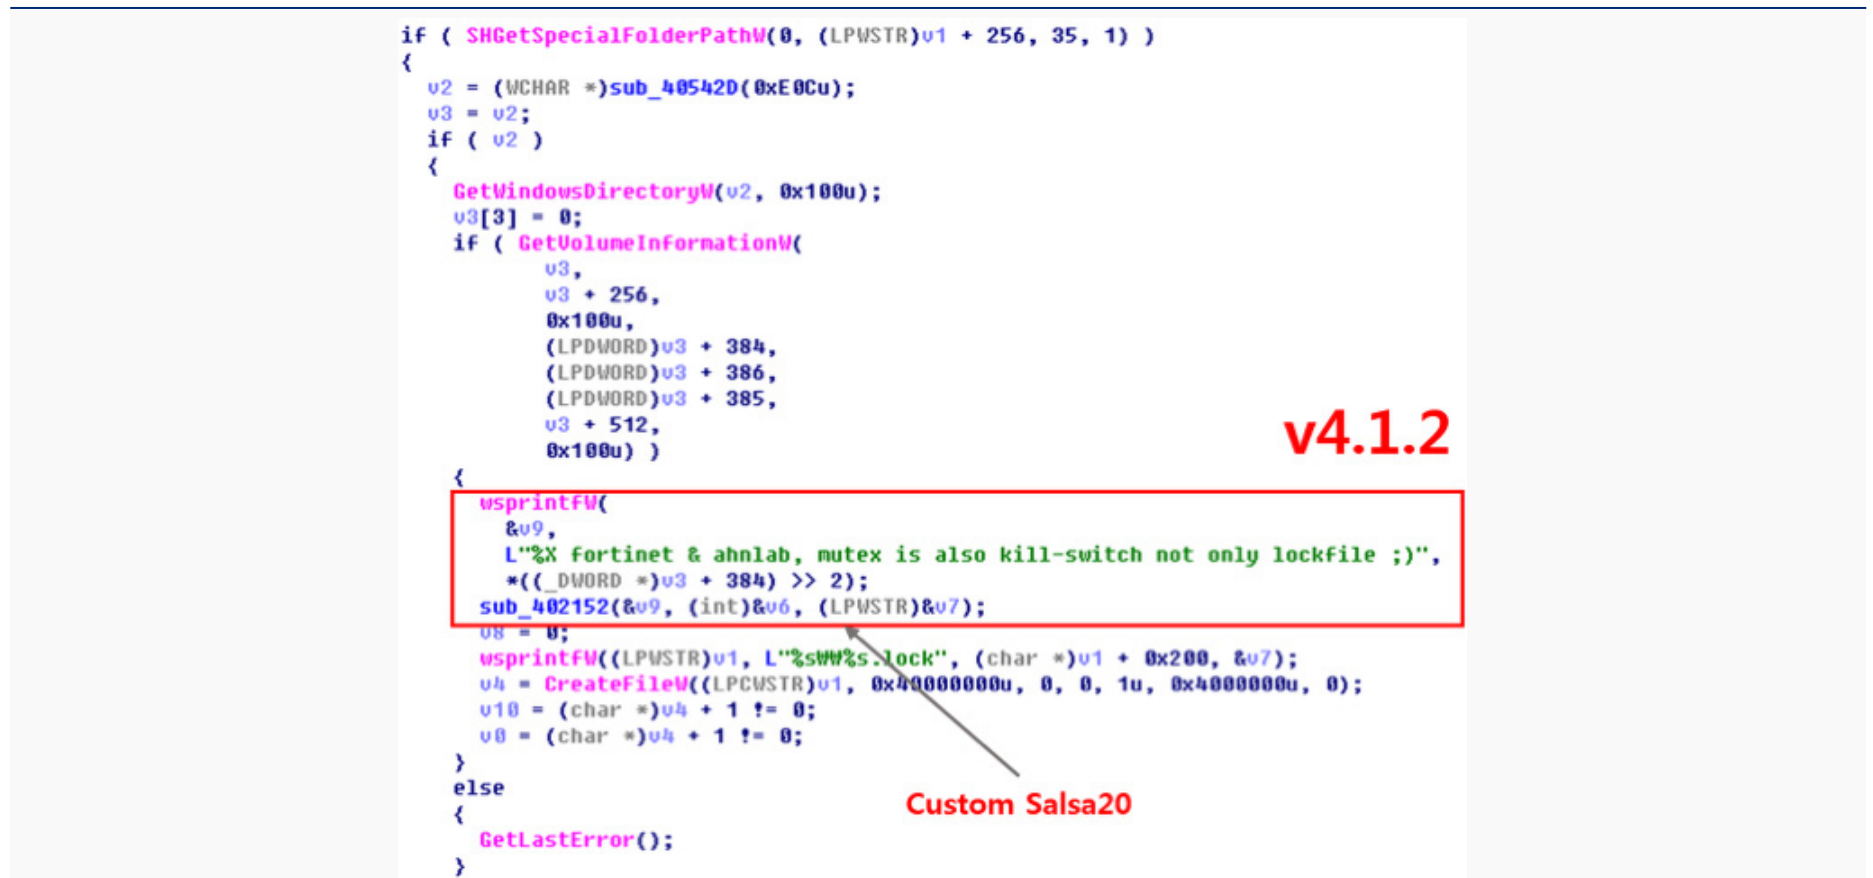 if ( SHGetSpecialFolderPathW(0, (LPWSTR)v1 + 256, 35, 1) )
{
v2 = (WCHAR *)sub_40542D(0xE0Cu);
v3 = v2;
if ( v2 )
{
GetWindowsDirectoryW(v2, 0x100u);
v3[3] = 0;
if ( GetVolumeInformationW(
v3,
v3 + 256,
0x100u,
(LPDWORD)v3 + 384,
(LPDWORD)v3 + 386,
(LPDWORD)v3 + 385,
v3 + 512,
0x100u) )
v4.1.2
{
wsprintfW(
&v9,
L"%X fortinet & ahnlab, mutex is also kill-switch not only lockfile ;)",
*((_DWORD *)v3 + 384) >> 2);
sub_402152(&v9, (int)&v6, (LPWSTR)&v7);
v8 = 0;
wsprintfW((LPWSTR)v1, L"%s₩₩%s.lock", (char *)v1 + 0x200, &v7);
v4 = CreateFileW((LPCWSTR)v1, 0x40000000u, 0, 0, 1u, 0x4000000u, 0);
v10 = (char *)v4 + 1 != 0;
v0 = (char *)v4 + 1 != 0;
}
else
Custom Salsa20
{
GetLastError();
}